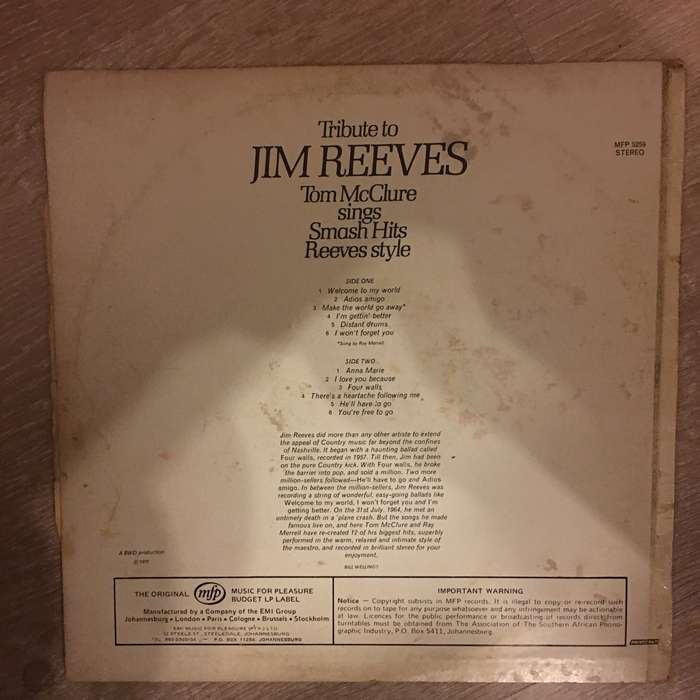 Tribute to
JIM REEVES
Tom McClure
sings
Smash Hits
Reeves style
MFP 5259
STEREO
SIDE ONE
1 Welcome to my world
2 Adios amigo
3 Make the world go away*
4 I'm gettin' better
5 Distant drums
6 I won't forget you
*Sung by Ray Merrell
SIDE TWO
1 Anna Marie
2 I love you because
3 Four walls
4 There's a heartache following me
5 He'll have to go
6 You're free to go
Jim Reeves did more than any other artiste to extend
the appeal of Country music far beyond the confines
of Nashville. It began with a haunting ballad called
Four walls, recorded in 1957. Till then, Jim had been
on the pure Country kick. With Four walls, he broke
the barrier into pop, and sold a million. Two more
million-sellers followed—He'll have to go and Adios
amigo. In between the million-sellers, Jim Reeves was
recording a string of wonderful, easy-going ballads like
Welcome to my world, I won't forget you and I'm
getting better. On the 31st July, 1964, he met an
untimely death in a 'plane crash. But the songs he made
famous live on, and here Tom McClure and Ray
Merrell have re-created 12 of his biggest hits, superbly
performed in the warm, relaxed and intimate style of
the maestro, and recorded in brilliant stereo for your
enjoyment.
BILL WELLINGS
A BWD production
THE ORIGINAL mfp MUSIC FOR PLEASURE
BUDGET LP LABEL
Manufactured by a Company of the EMI Group
Johannesburg • London • Paris • Cologne • Brussels • Stockholm
EMI MUSIC FOR PLEASURE
STEELEDALE, JOHANNESBURG
P.O. BOX 11254, JOHANNESBURG
IMPORTANT WARNING
Notice — Copyright subsists in MFP records. It is illegal to copy or re-record such
records on to tape for any purpose whatsoever and any infringement may be actionable
at law. Licences for the public performance or broadcasting of records direct from
turntables must be obtained from The Association of The Southern African Phono-
graphic Industry, P.O. Box 5411, Johannesburg.